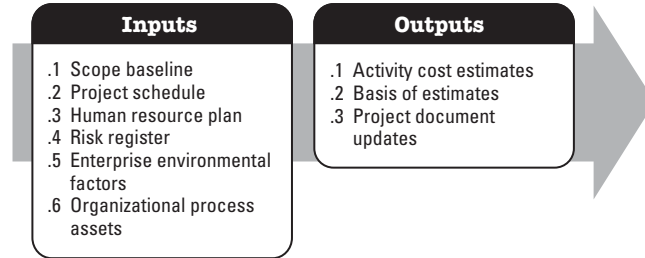 Inputs
.1 Scope baseline
.2 Project schedule
.3 Human resource plan
.4 Risk register
.5 Enterprise environmental
factors
.6 Organizational process
assets
Outputs
.1 Activity cost estimates
.2 Basis of estimates
.3 Project document
updates